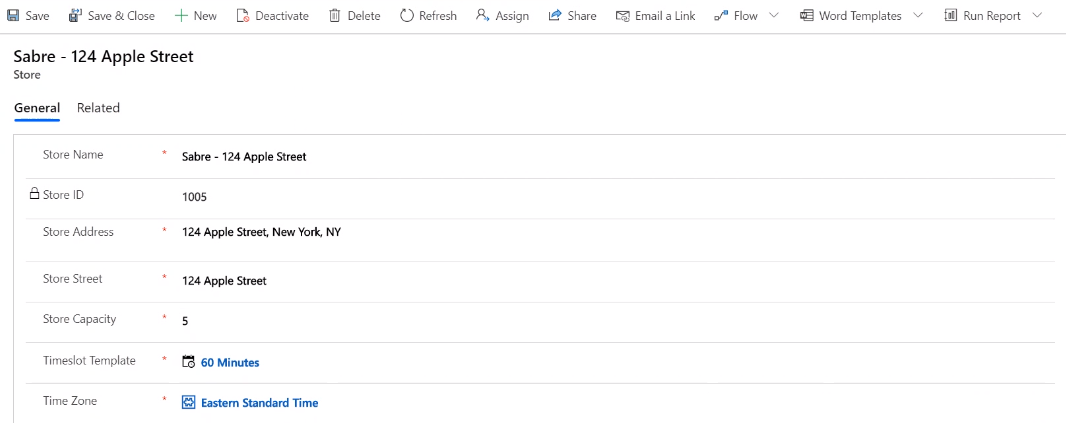 Save Save & Close New Deactivate Delete Refresh Assign Share Email a Link Flow Word Templates Run Report
Sabre - 124 Apple Street
Store
General Related
Store Name * Sabre - 124 Apple Street
Store ID 1005
Store Address * 124 Apple Street, New York, NY
Store Street * 124 Apple Street
Store Capacity * 5
Timeslot Template * 60 Minutes
Time Zone * Eastern Standard Time